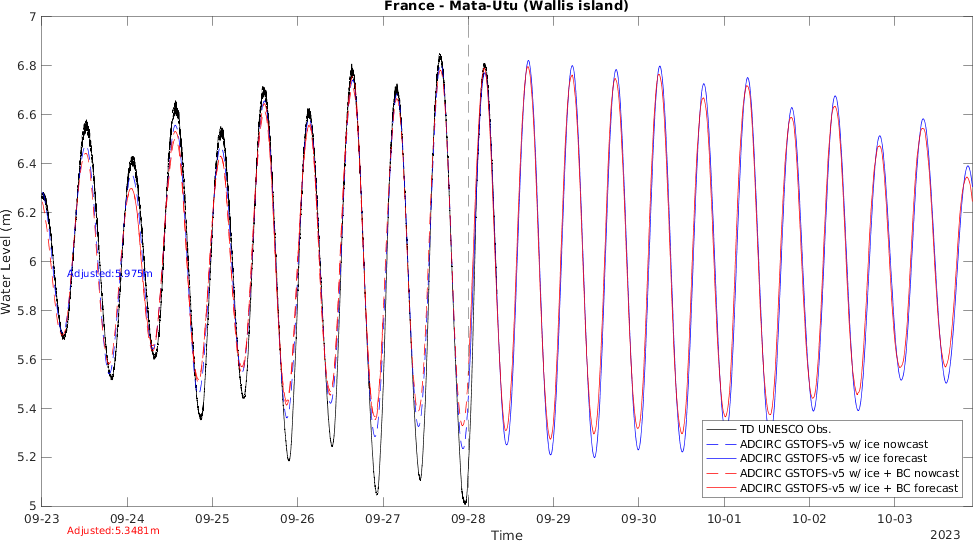 France - Mata-Utu (Wallis island)
7
6.8
6.6
6.4
6.2
6
5.8
5.6
5.4
5.2
5
Water Level (m)
Adjusted:5.975m
TD UNESCO Obs.
ADCIRC GSTOFS-v5 w/ ice nowcast
ADCIRC GSTOFS-v5 w/ ice forecast
ADCIRC GSTOFS-v5 w/ ice + BC nowcast
ADCIRC GSTOFS-v5 w/ ice + BC forecast
09-23 09-24 09-25 09-26 09-27 09-28 09-29 09-30 10-01 10-02 10-03
Adjusted:5.3481m
Time
2023